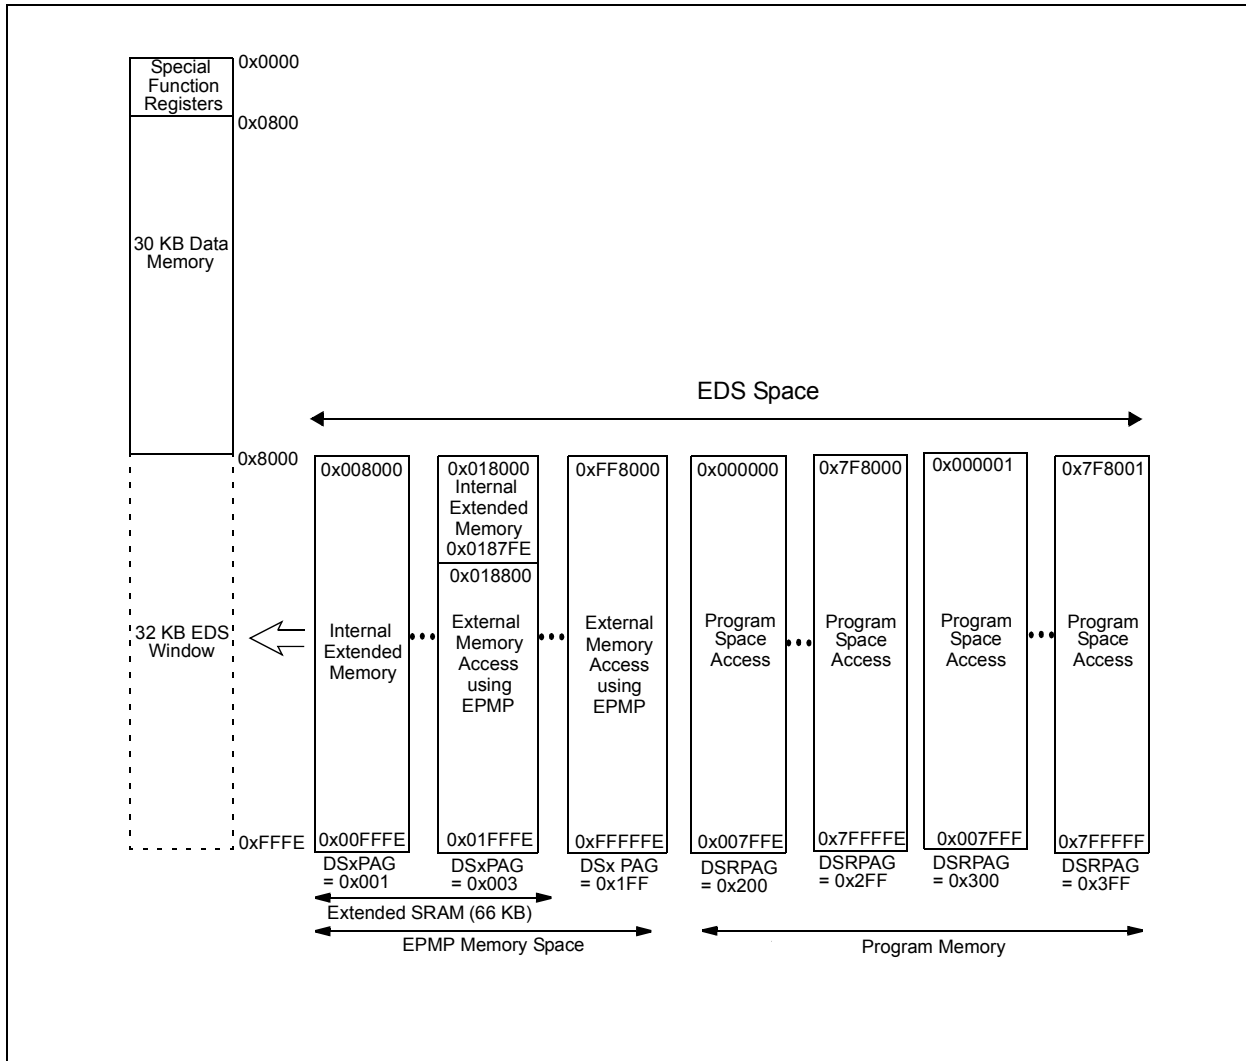 0x0000
Special
Function
Registers
0x0800
30 KB Data
Memory
EDS Space
0x8000
32 KB EDS
Window
0xFFFE
0x008000
Internal
Extended
Memory
0x00FFFE
DSxPAG
= 0x001
0x018000
Internal
Extended
Memory
0x0187FE
0x018800
External
Memory
Access
using
EPMP
0x01FFFE
DSxPAG
= 0x003
0xFF8000
External
Memory
Access
using
EPMP
0xFFFFFE
DSx PAG
= 0x1FF
0x000000
Program
Space
Access
0x007FFE
DSRPAG
= 0x200
0x7F8000
Program
Space
Access
0x7FFFFE
DSRPAG
= 0x2FF
0x000001
Program
Space
Access
0x007FFF
DSRPAG
= 0x300
0x7F8001
Program
Space
Access
0x7FFFFF
DSRPAG
= 0x3FF
Extended SRAM (66 KB)
EPMP Memory Space
Program Memory